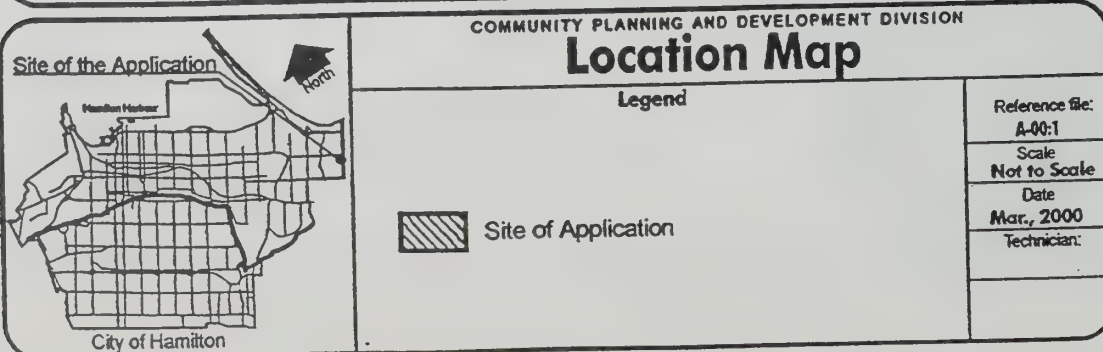 COMMUNITY PLANNING AND DEVELOPMENT DIVISION
Location Map
Site of the Application
North
Hamilton Harbour
City of Hamilton
Legend
Site of Application
Reference file:
A-00:1
Scale
Not to Scale
Date
Mar., 2000
Technician: